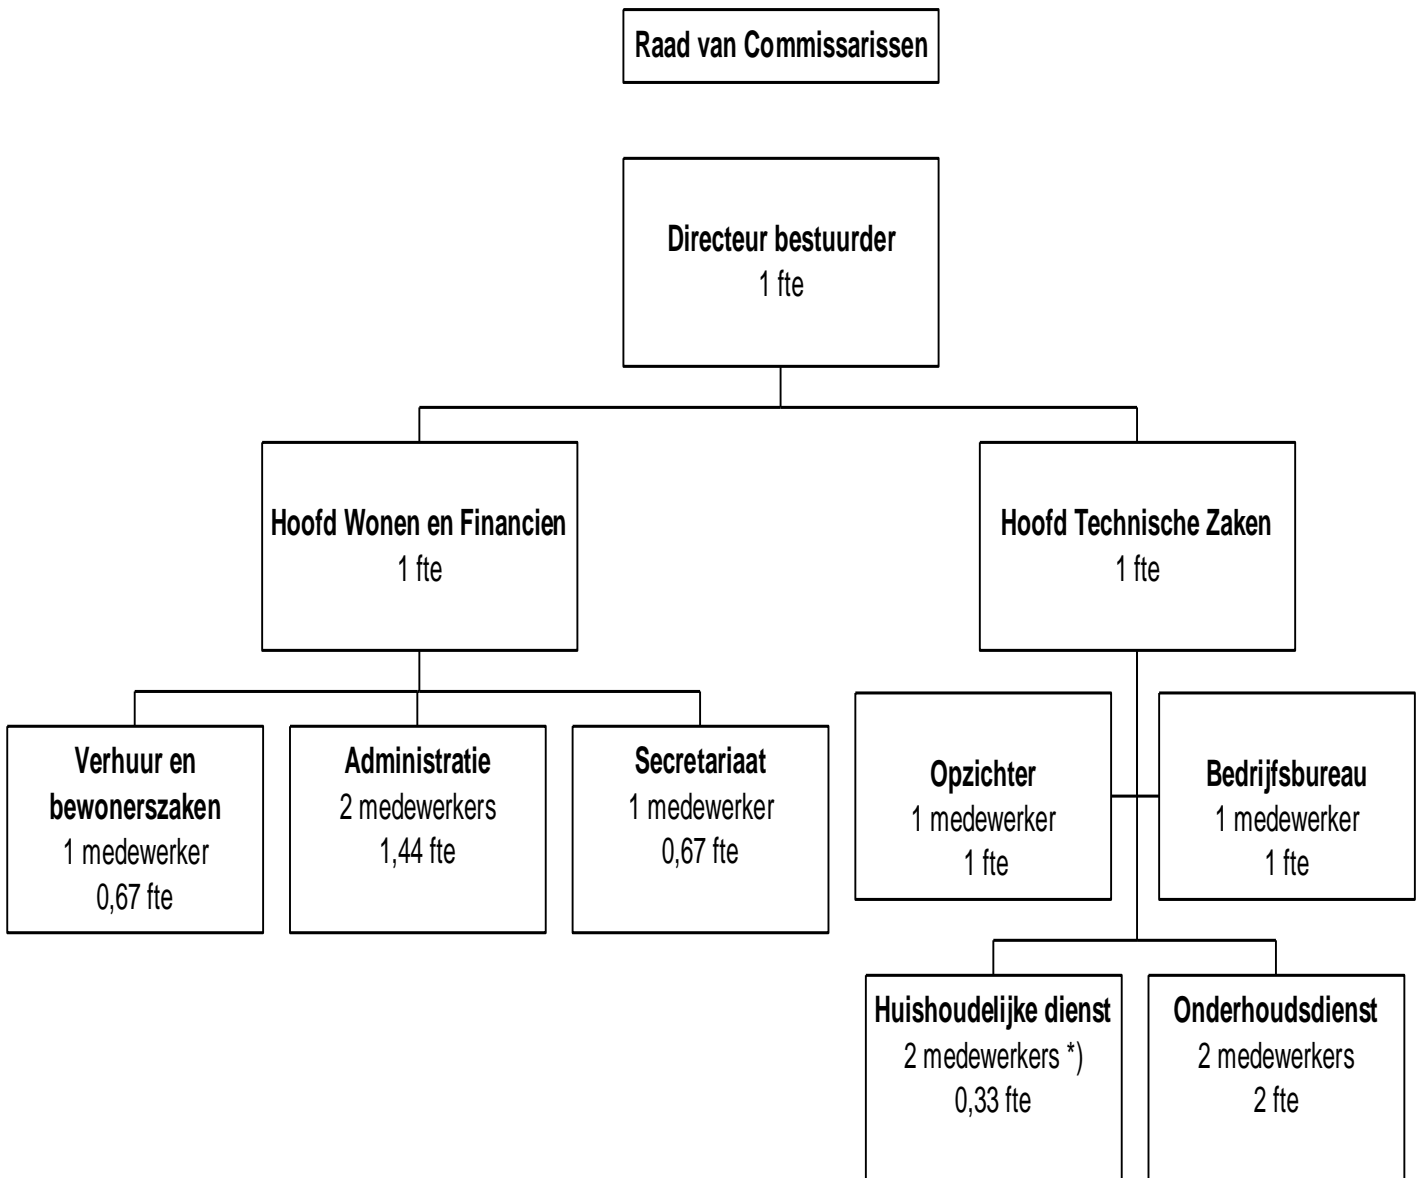 Raad van Commissarissen
Directeur bestuurder
1 fte
Hoofd Wonen en Financien
1 fte
Hoofd Technische Zaken
1 fte
Verhuur en
bewonerszaken
1 medewerker
0,67 fte
Administratie
2 medewerkers
1,44 fte
Secretariaat
1 medewerker
0,67 fte
Opzichter
1 medewerker
1 fte
Bedrijfsbureau
1 medewerker
1 fte
Huishoudelijke dienst
2 medewerkers *)
0,33 fte
Onderhoudsdienst
2 medewerkers
2 fte